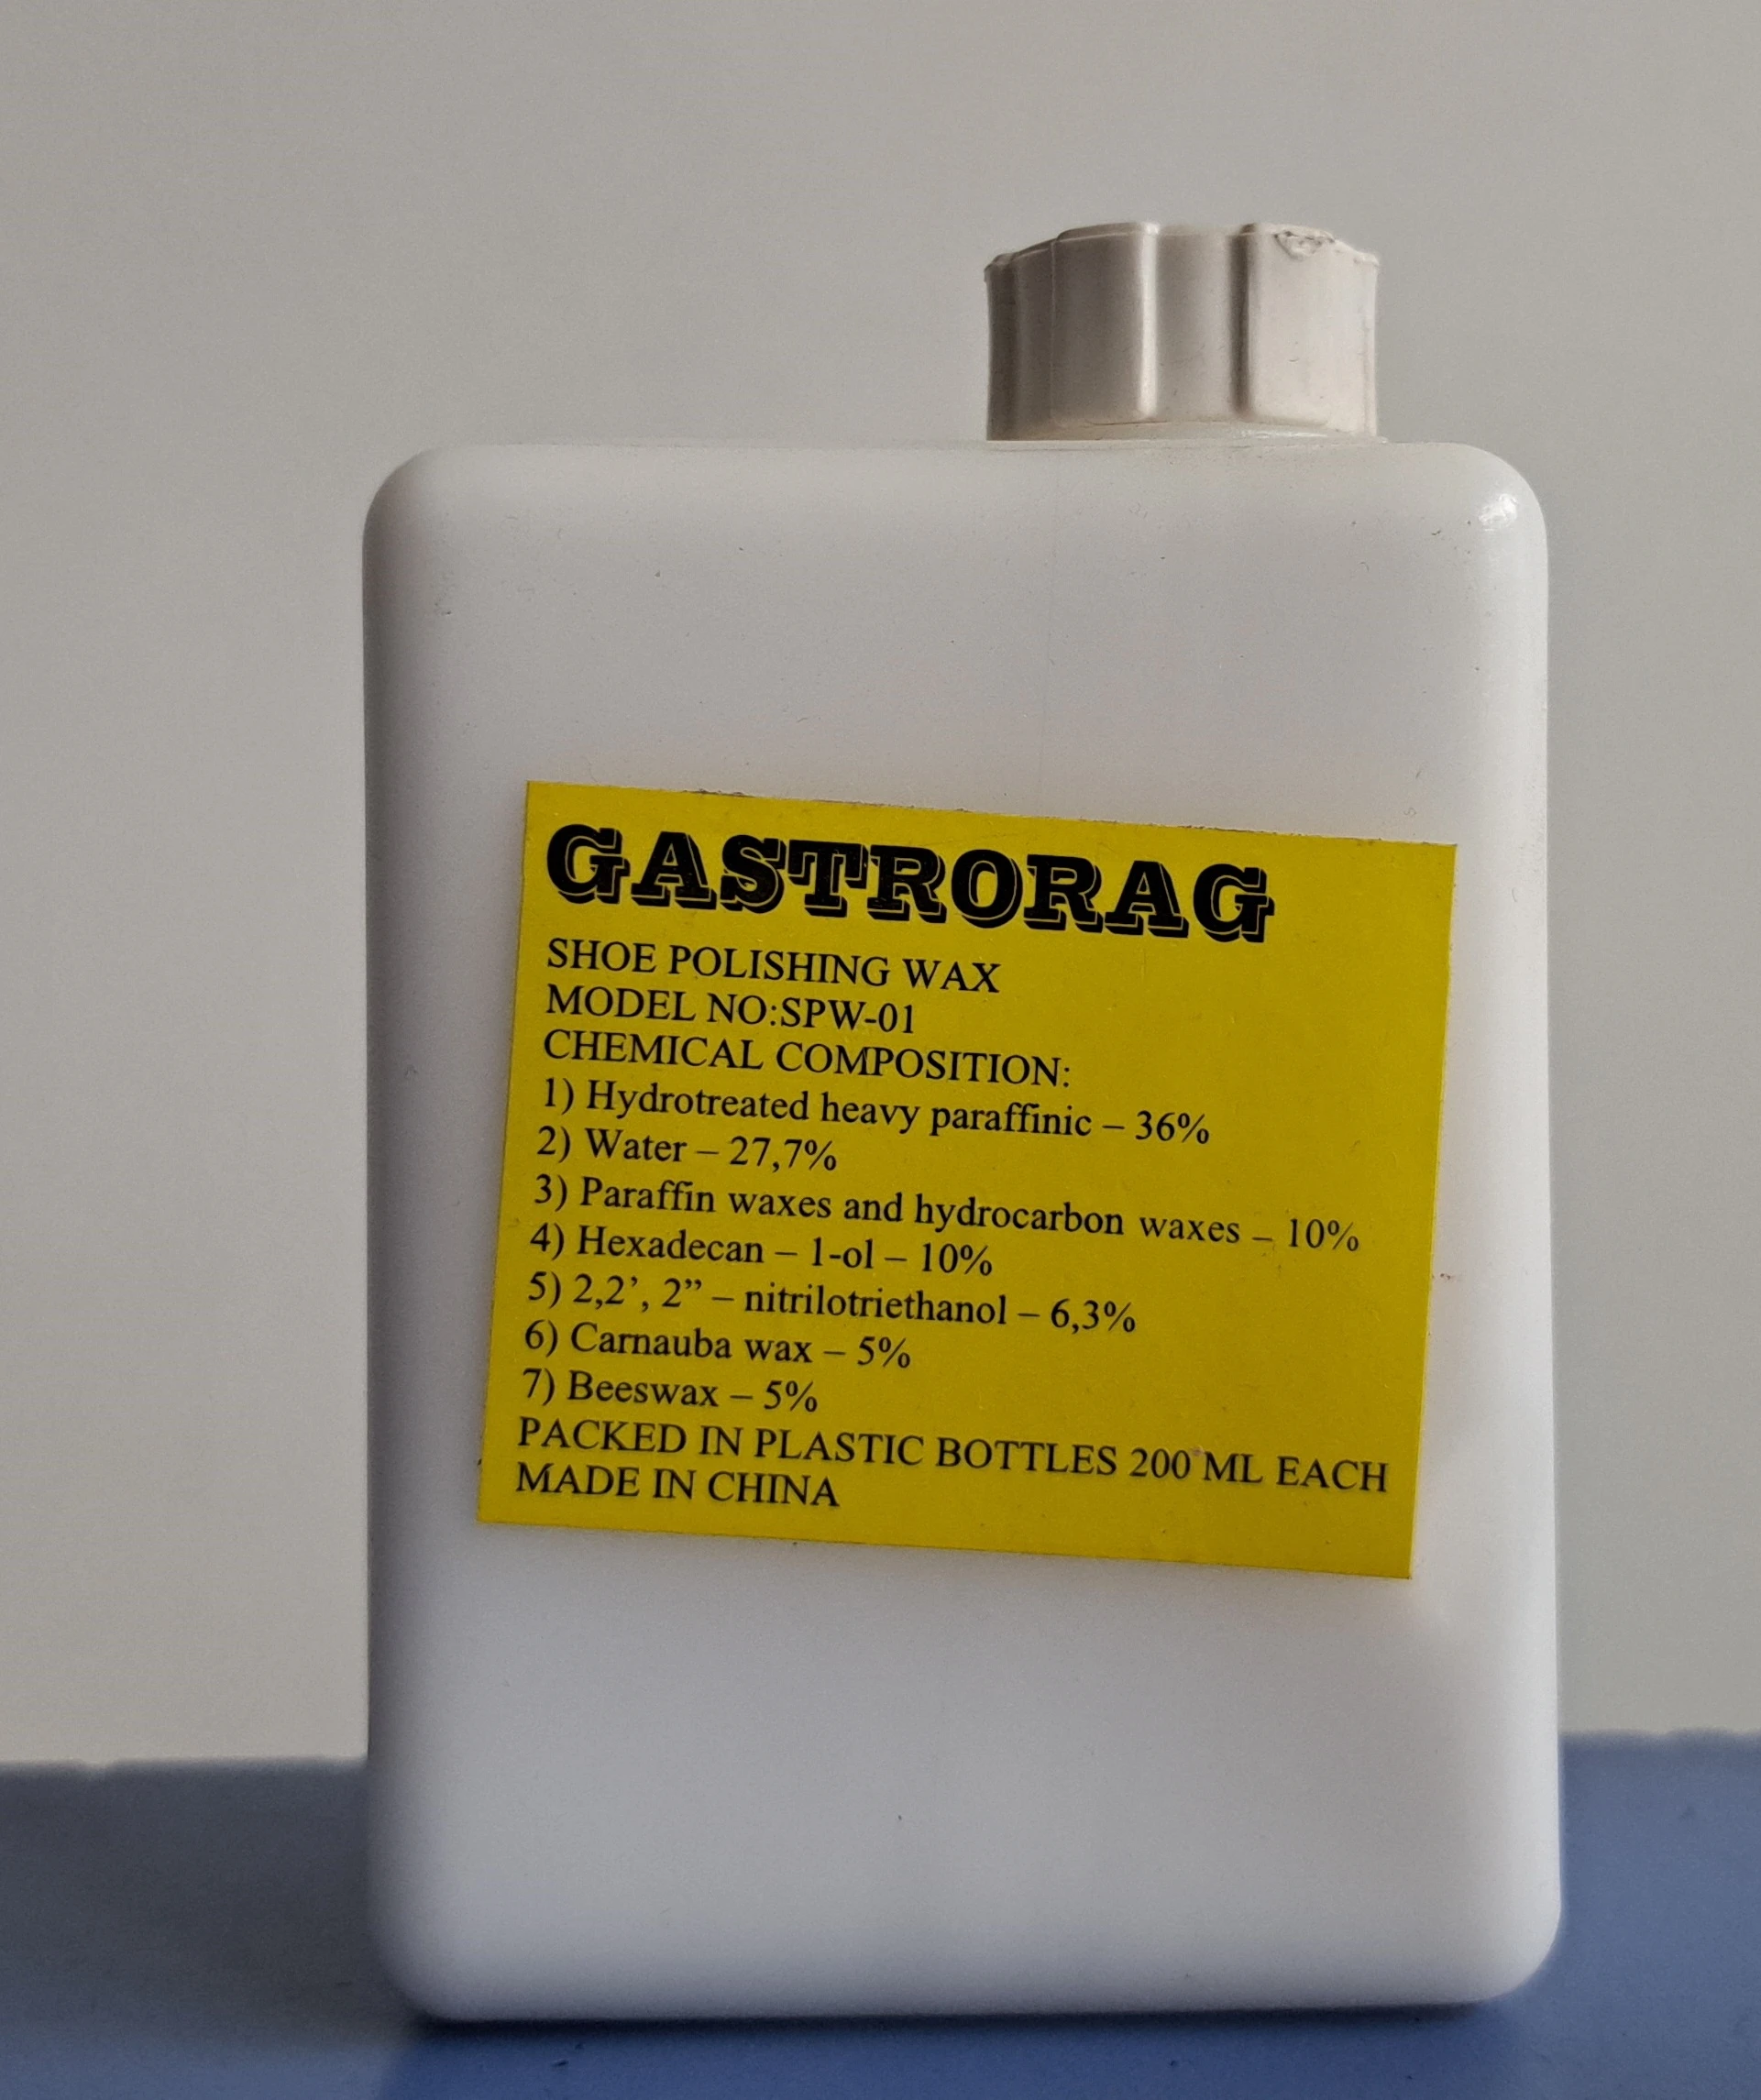 GASTRORAG
SHOE POLISHING WAX
MODEL NO:SPW-01
CHEMICAL COMPOSITION:
1) Hydrotreated heavy paraffinic – 36%
2) Water – 27,7%
3) Paraffin waxes and hydrocarbon waxes – 10%
4) Hexadecan – 1-ol – 10%
5) 2,2’, 2” – nitrilotriethanol – 6,3%
6) Carnauba wax – 5%
7) Beeswax – 5%
PACKED IN PLASTIC BOTTLES 200 ML EACH
MADE IN CHINA